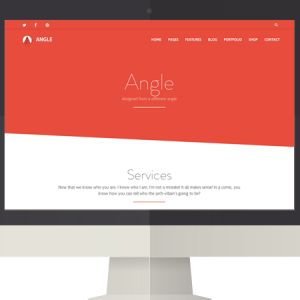 ANGLE
HOME PAGES FEATURES BLOG PORTFOLIO SHOP CONTACT
Angle
designed from a different angle
Services
Now that we know who you are, I know who I am. I'm not a mistake! It all makes sense! In a comic, you
know how you can tell who the arch-villain's going to be?